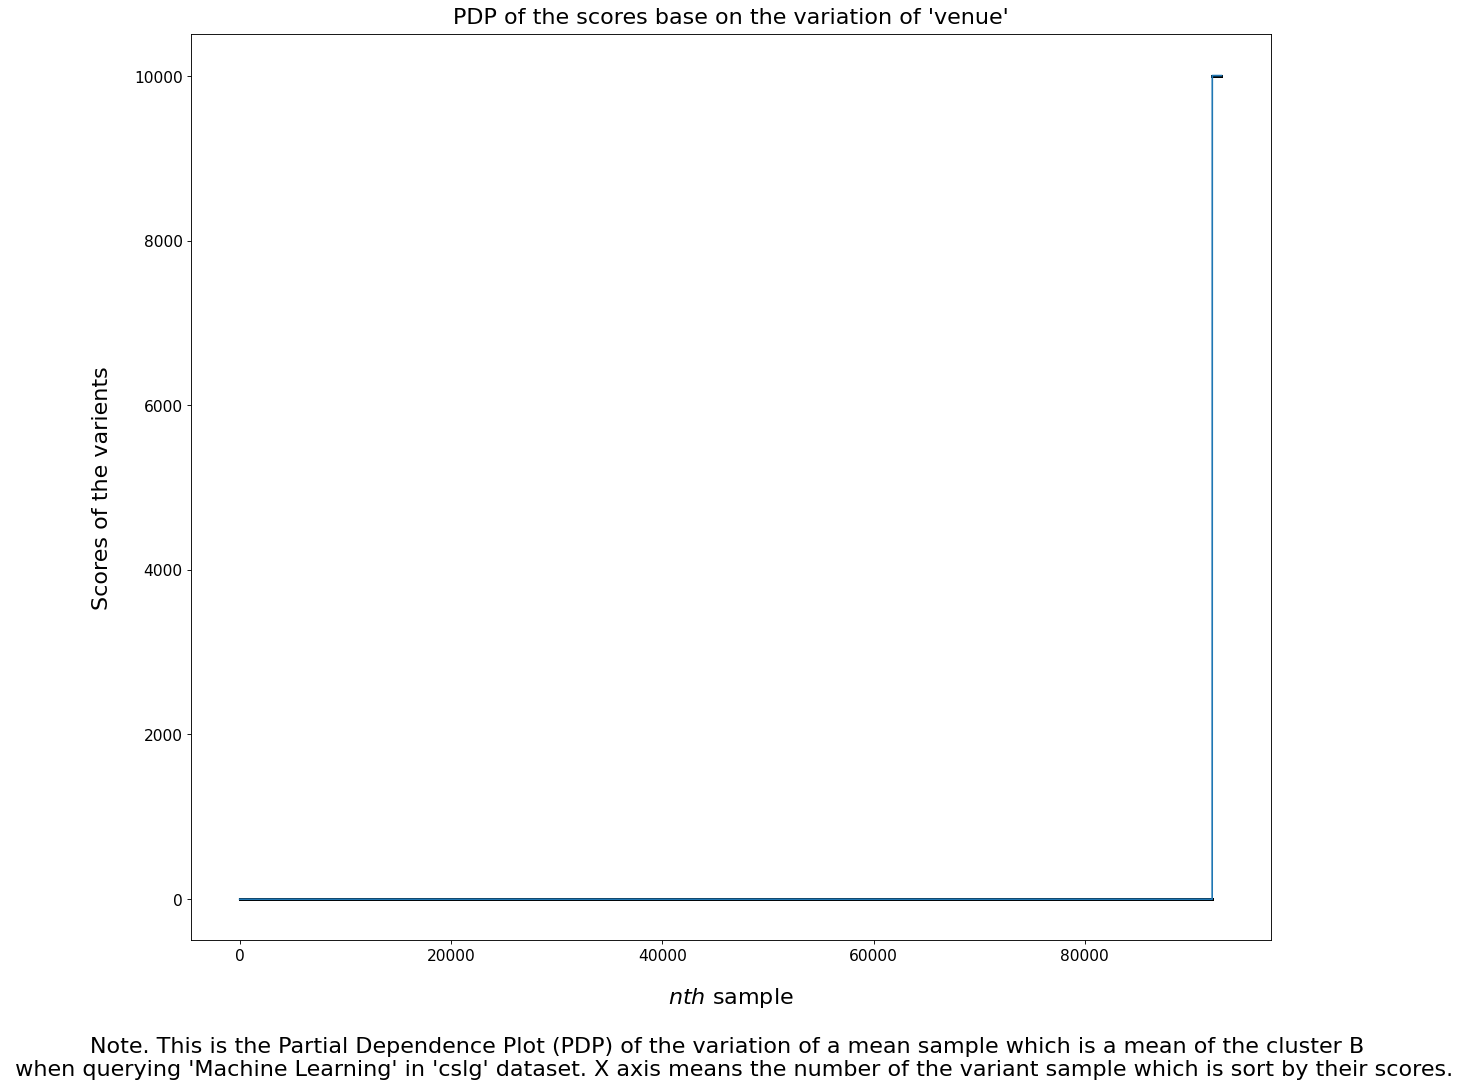 PDP of the scores base on the variation of 'venue'
10000
8000
6000
4000
2000
0
Scores of the varients
0 20000 40000 60000 80000
nth sample
Note. This is the Partial Dependence Plot (PDP) of the variation of a mean sample which is a mean of the cluster B
when querying 'Machine Learning' in 'cslg' dataset. X axis means the number of the variant sample which is sort by their scores.